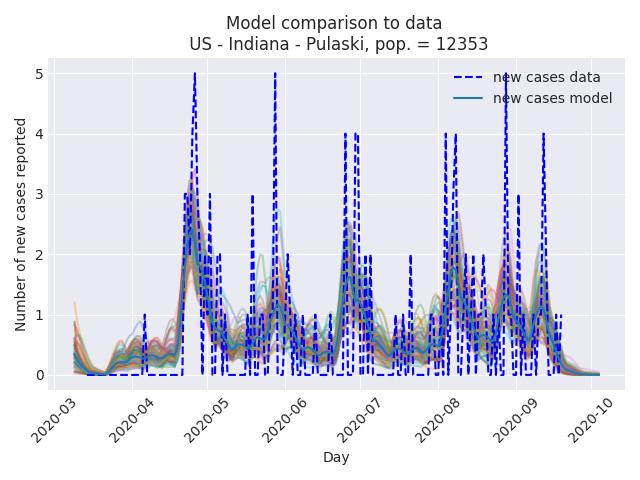 Model comparison to data
US - Indiana - Pulaski, pop. = 12353
new cases data
new cases model
Number of new cases reported
5
4
3
2
1
0
2020-03
2020-04
2020-05
2020-06
2020-07
2020-08
2020-09
2020-10
Day